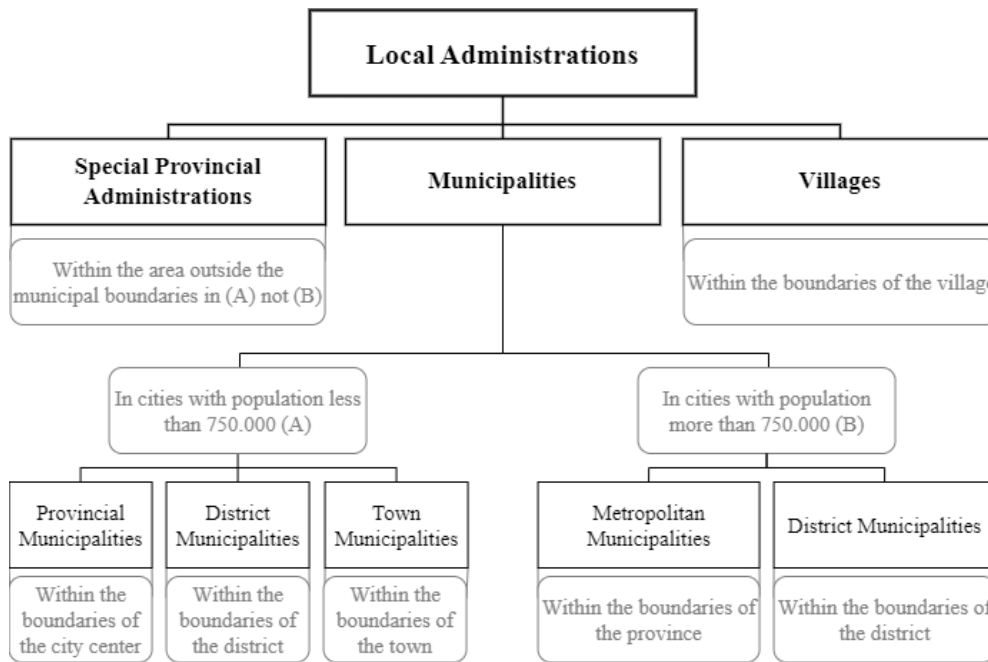 Local Administrations
Special Provincial
Administrations
Municipalities
Villages
Within the area outside the
municipal boundaries in (A) not (B)
Within the boundaries of the village
In cities with population less
than 750.000 (A)
In cities with population
more than 750.000 (B)
Provincial
Municipalities
District
Municipalities
Town
Municipalities
Metropolitan
Municipalities
District Municipalities
Within the
boundaries of
the city center
Within the
boundaries of
the district
Within the
boundaries of
the town
Within the boundaries of
the province
Within the boundaries of
the district